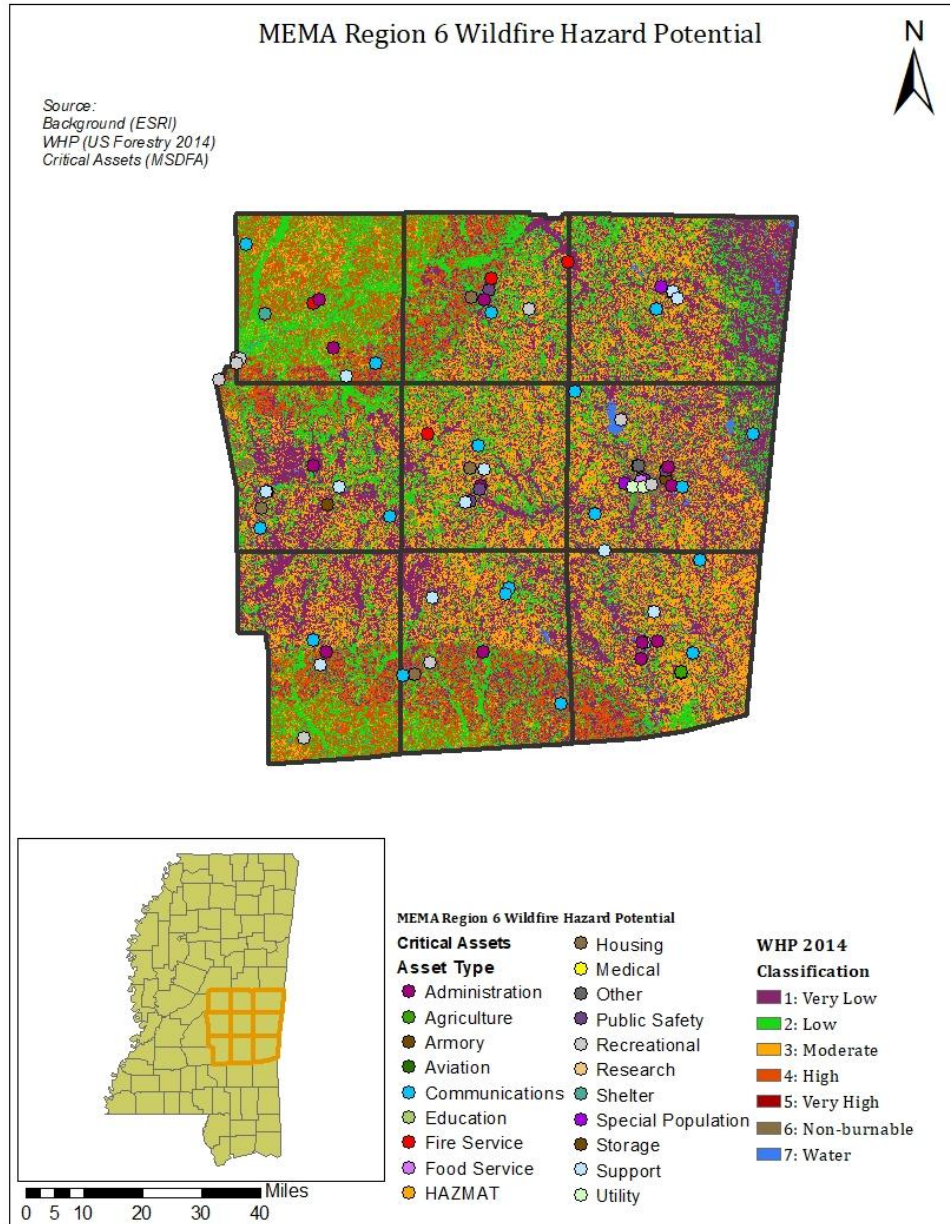 MEMA Region 6 Wildfire Hazard Potential
N
Source:
Background (ESRI)
WHP (US Forestry 2014)
Critical Assets (MSDFA)
MEMA Region 6 Wildfire Hazard Potential
Critical Assets
Asset Type
Administration
Agriculture
Armory
Aviation
Communications
Education
Fire Service
Food Service
HAZMAT
Housing
Medical
Other
Public Safety
Recreational
Research
Shelter
Special Population
Storage
Support
Utility
WHP 2014
Classification
1: Very Low
2: Low
3: Moderate
4: High
5: Very High
6: Non-burnable
7: Water
Miles
0 5 10 20 30 40